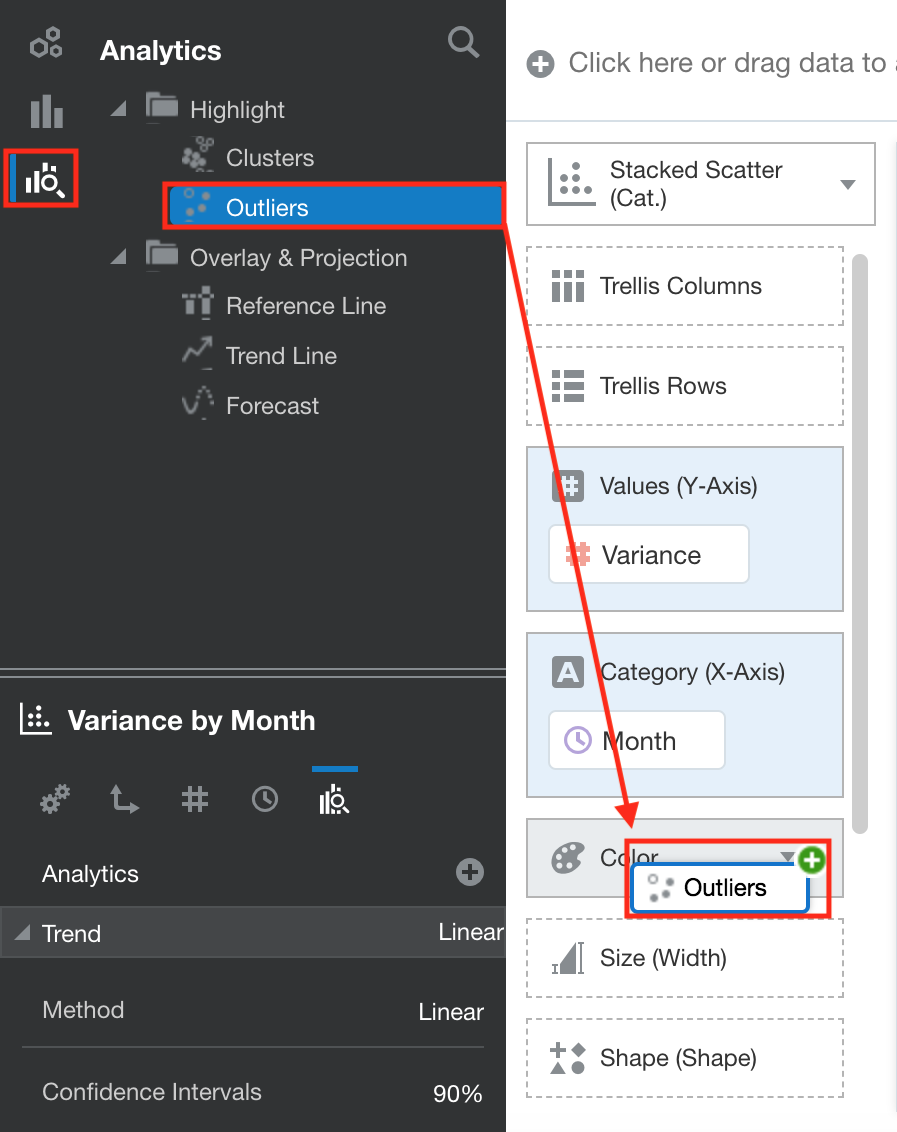 Analytics
Highlight
Clusters
Outliers
Overlay & Projection
Reference Line
Trend Line
Forecast
Variance by Month
Analytics
Trend Linear
Method Linear
Confidence Intervals 90%
Click here or drag data to
Stacked Scatter
(Cat.)
Trellis Columns
Trellis Rows
Values (Y-Axis)
Variance
A Category (X-Axis)
Month
Color
Outliers
Size (Width)
Shape (Shape)